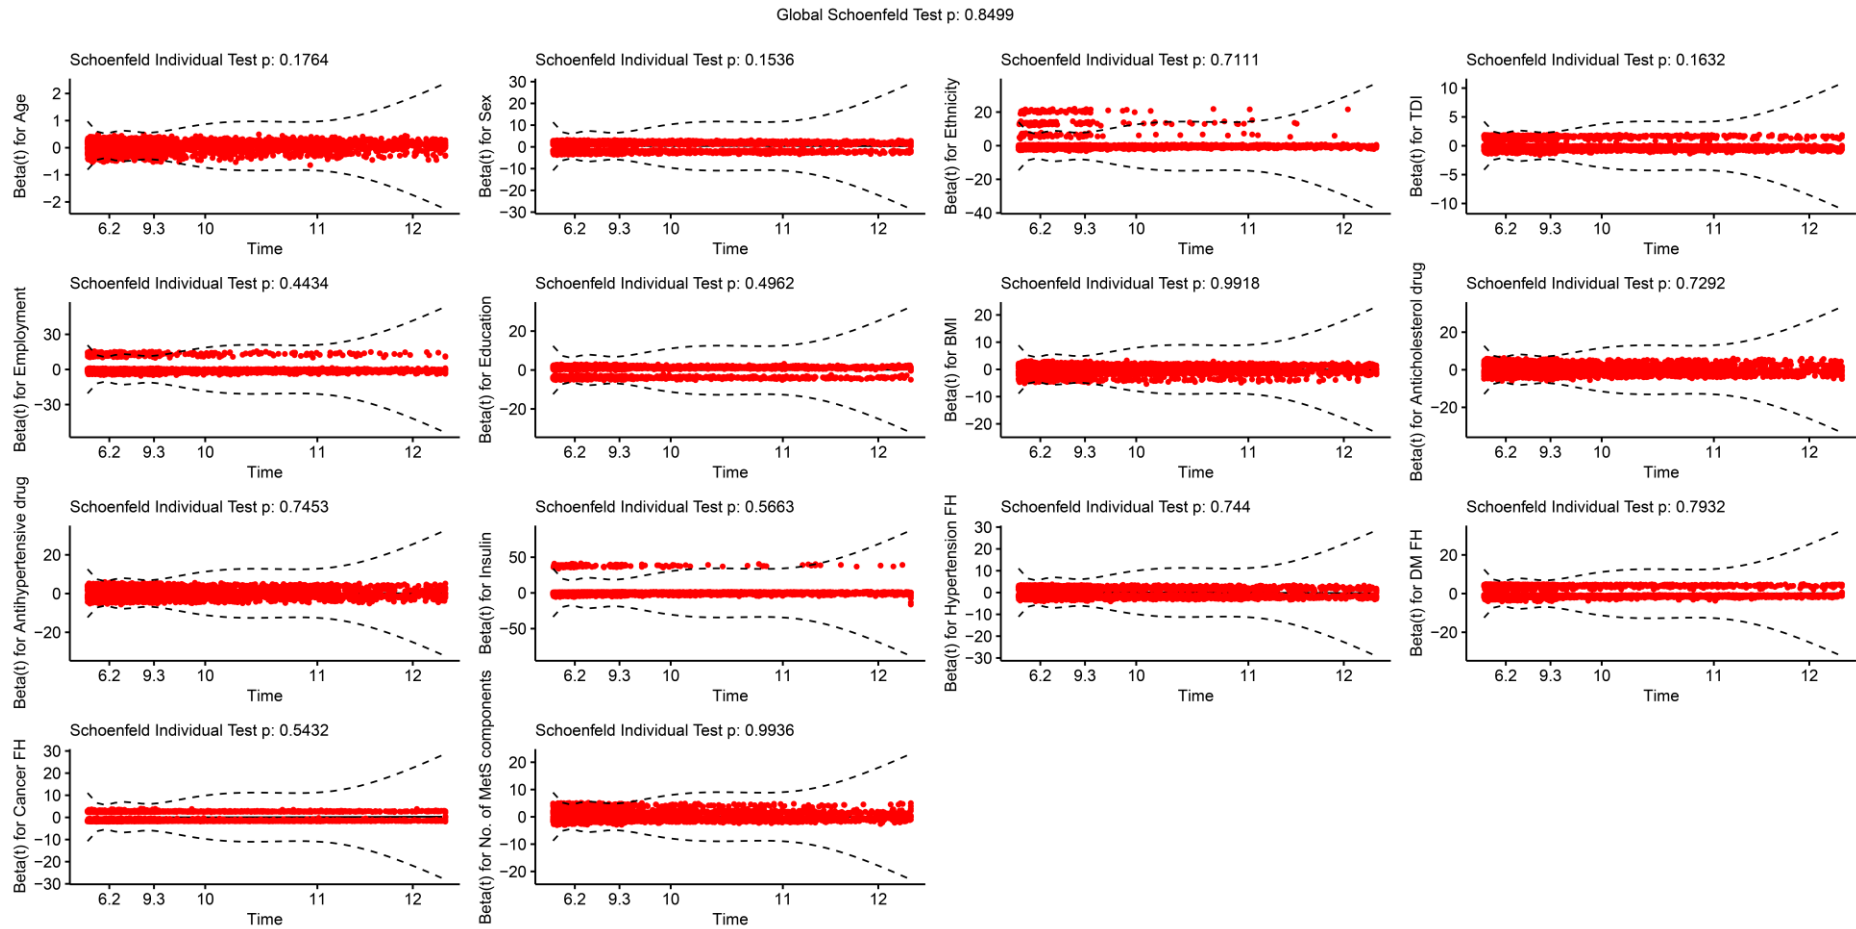 Global Schoenfeld Test p: 0.8499
Schoenfeld Individual Test p: 0.1764
Beta(t) for Age
2
1
0
−1
−2
6.2 9.3 10 11 12
Time
Schoenfeld Individual Test p: 0.1536
Beta(t) for Sex
30
20
10
0
−10
−20
−30
6.2 9.3 10 11 12
Time
Schoenfeld Individual Test p: 0.7111
Beta(t) for Ethnicity
20
0
−20
−40
6.2 9.3 10 11 12
Time
Schoenfeld Individual Test p: 0.1632
Beta(t) for TDI
10
5
0
−5
−10
6.2 9.3 10 11 12
Time
Schoenfeld Individual Test p: 0.4434
Beta(t) for Employment
30
0
−30
6.2 9.3 10 11 12
Time
Schoenfeld Individual Test p: 0.4962
Beta(t) for Education
20
0
−20
6.2 9.3 10 11 12
Time
Schoenfeld Individual Test p: 0.9918
Beta(t) for BMI
20
10
0
−10
−20
6.2 9.3 10 11 12
Time
Schoenfeld Individual Test p: 0.7292
Beta(t) for Anticholesterol drug
20
0
−20
6.2 9.3 10 11 12
Time
Schoenfeld Individual Test p: 0.7453
Beta(t) for Antihypertensive drug
20
0
−20
6.2 9.3 10 11 12
Time
Schoenfeld Individual Test p: 0.5663
Beta(t) for Insulin
50
0
−50
6.2 9.3 10 11 12
Time
Schoenfeld Individual Test p: 0.744
Beta(t) for Hypertension FH
30
20
10
0
−10
−20
−30
6.2 9.3 10 11 12
Time
Schoenfeld Individual Test p: 0.7932
Beta(t) for DM FH
20
0
−20
6.2 9.3 10 11 12
Time
Schoenfeld Individual Test p: 0.5432
Beta(t) for Cancer FH
30
20
10
0
−10
−20
−30
6.2 9.3 10 11 12
Time
Schoenfeld Individual Test p: 0.9936
Beta(t) for No. of MetS components
20
10
0
−10
−20
6.2 9.3 10 11 12
Time